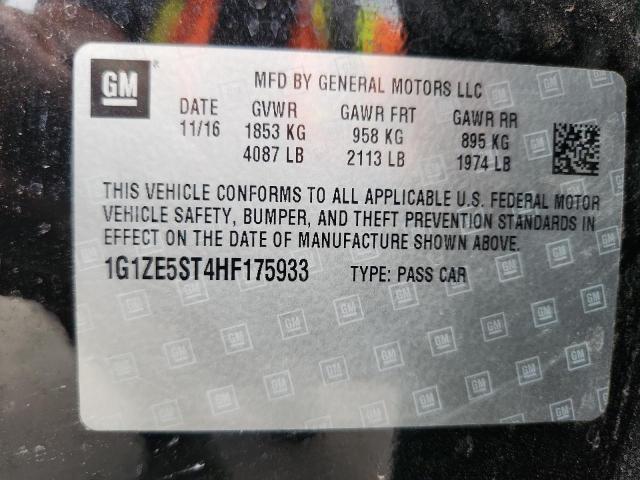 GM ®
MFD BY GENERAL MOTORS LLC
DATE GVWR GAWR FRT GAWR RR
11/16 1853 KG 958 KG 895 KG
4087 LB 2113 LB 1974 LB
THIS VEHICLE CONFORMS TO ALL APPLICABLE U.S. FEDERAL MOTOR
VEHICLE SAFETY, BUMPER, AND THEFT PREVENTION STANDARDS IN
EFFECT ON THE DATE OF MANUFACTURE SHOWN ABOVE.
1G1ZE5ST4HF175933 TYPE: PASS CAR